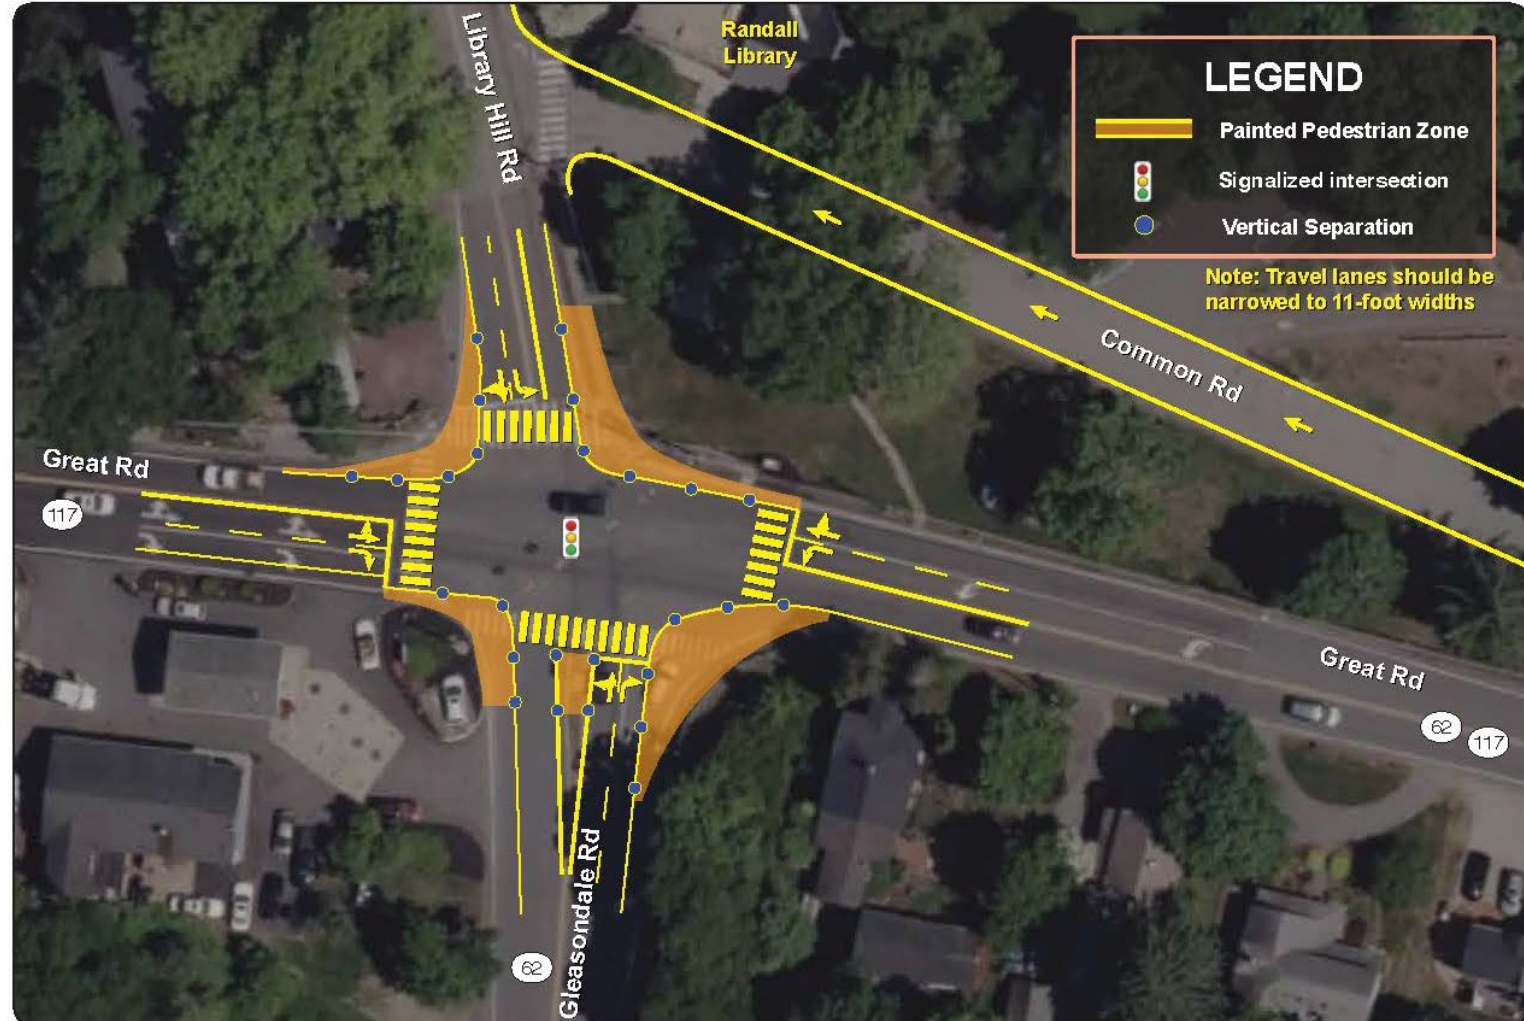 Randall
Library
Library Hill Rd
LEGEND
Painted Pedestrian Zone
Signalized intersection
Vertical Separation
Note: Travel lanes should be
narrowed to 11-foot widths
Common Rd
Great Rd
117
Great Rd
62
117
Gleasondale Rd
62